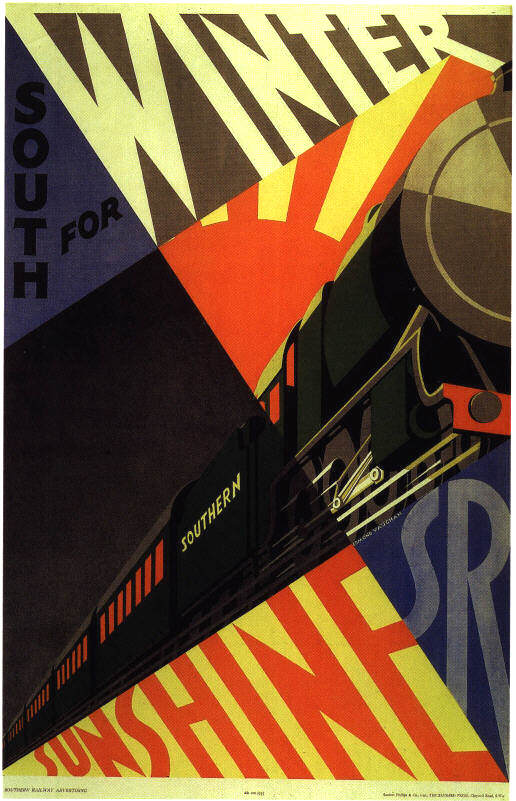 SOUTH
FOR
WINTER
SOUTHERN
SR
SUNSHINE
SOUTHERN RAILWAY ADVERTISING